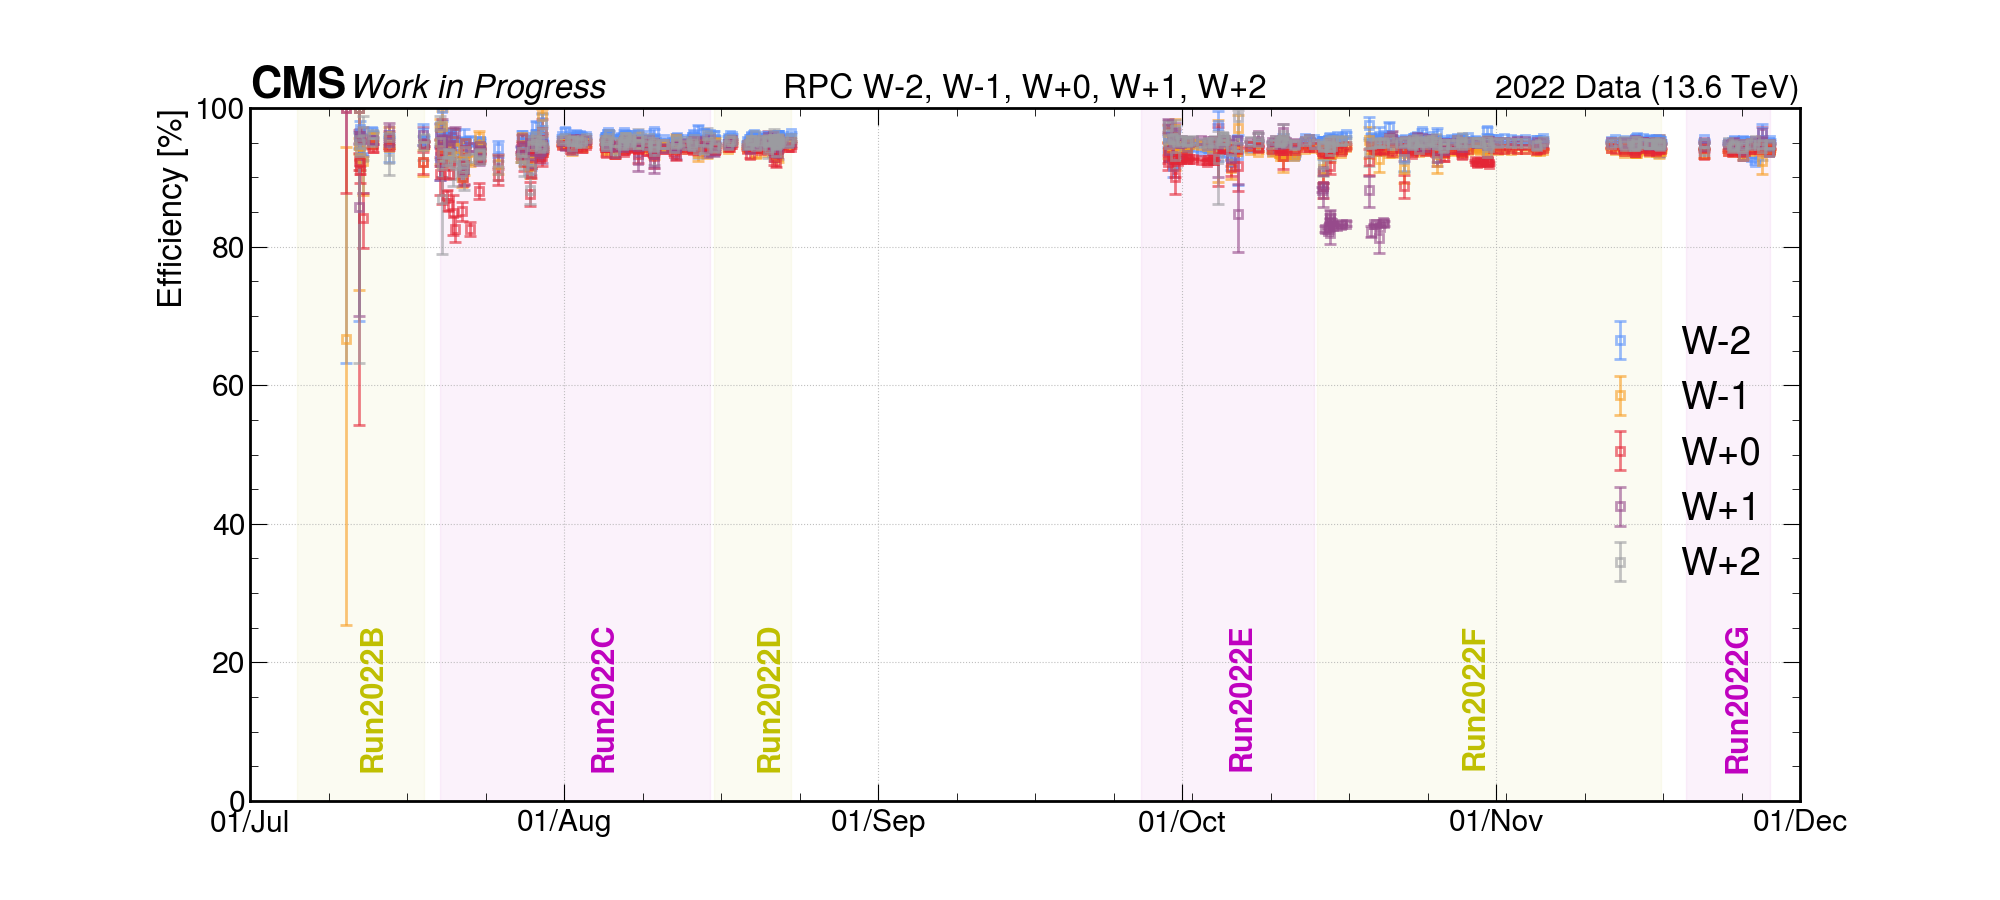 CMS Work in Progress RPC W-2, W-1, W+0, W+1, W+2 2022 Data (13.6 TeV)
Efficiency [%]
100
80
60
40
20
0
W-2
W-1
W+0
W+1
W+2
Run2022B
Run2022C
Run2022D
Run2022E
Run2022F
Run2022G
01/Jul 01/Aug 01/Sep 01/Oct 01/Nov 01/Dec